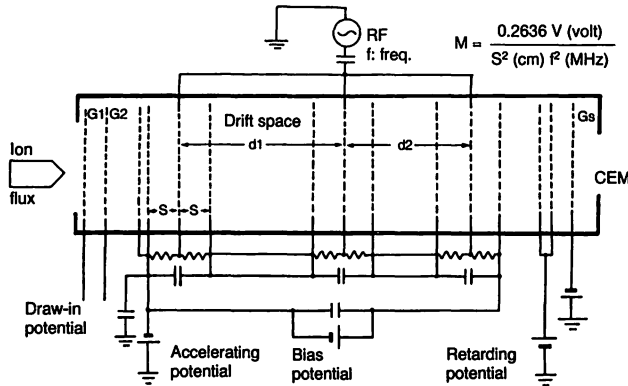 RF
f: freq.
M = 0.2636 V (volt)
S² (cm) f² (MHz)
G1 G2
Drift space
Gs
d1
d2
Ion
flux
CEM
S S
Draw-in
potential
Accelerating
potential
Bias
potential
Retarding
potential